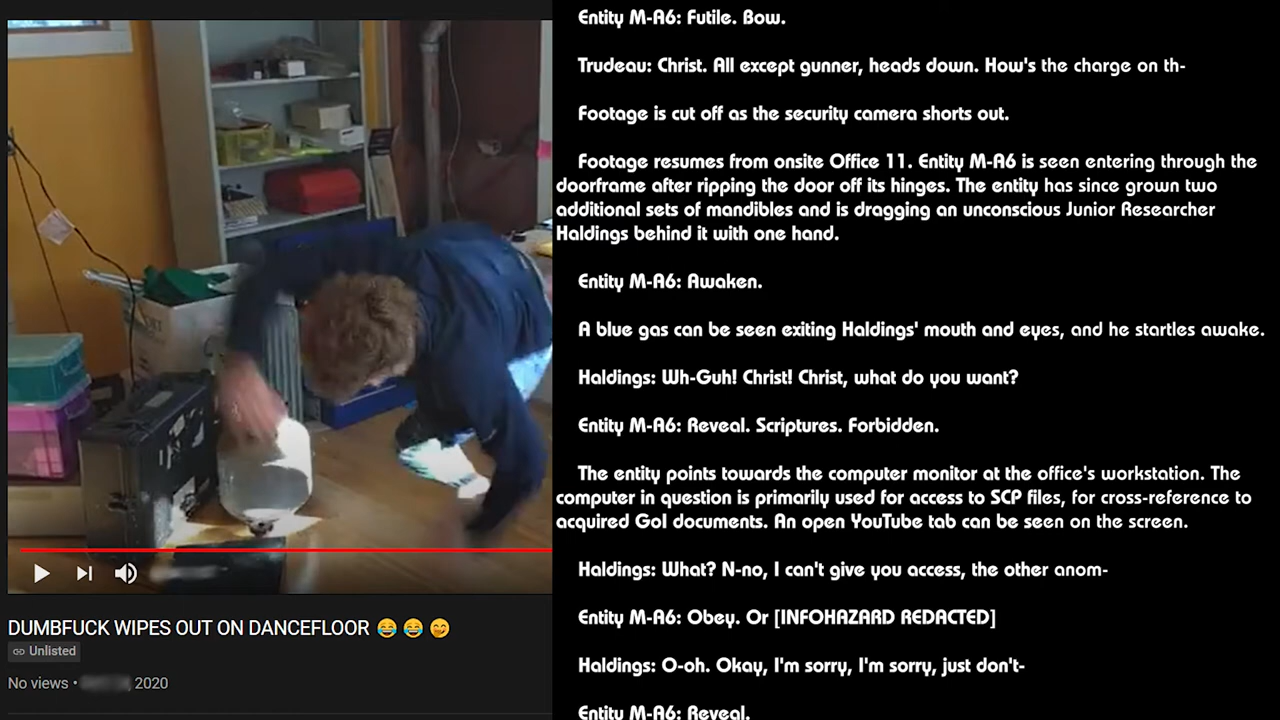 DUMBFUCK WIPES OUT ON DANCEFLOOR 😂 😂 🤭
Unlisted
No views •
, 2020
Entity M-A6: Futile. Bow.
Trudeau: Christ. All except gunner, heads down. How's the charge on th-
Footage is cut off as the security camera shorts out.
Footage resumes from onsite Office 11. Entity M-A6 is seen entering through the
doorframe after ripping the door off its hinges. The entity has since grown two
additional sets of mandibles and is dragging an unconscious Junior Researcher
Haldings behind it with one hand.
Entity M-A6: Awaken.
A blue gas can be seen exiting Haldings' mouth and eyes, and he startles awake.
Haldings: Wh-Guh! Christ! Christ, what do you want?
Entity M-A6: Reveal. Scriptures. Forbidden.
The entity points towards the computer monitor at the office's workstation. The
computer in question is primarily used for access to SCP files, for cross-reference to
acquired GoI documents. An open YouTube tab can be seen on the screen.
Haldings: What? N-no, I can't give you access, the other anom-
Entity M-A6: Obey. Or [INFOHAZARD REDACTED]
Haldings: O-oh. Okay, I'm sorry, I'm sorry, just don't-
Entity M-A6: Reveal.